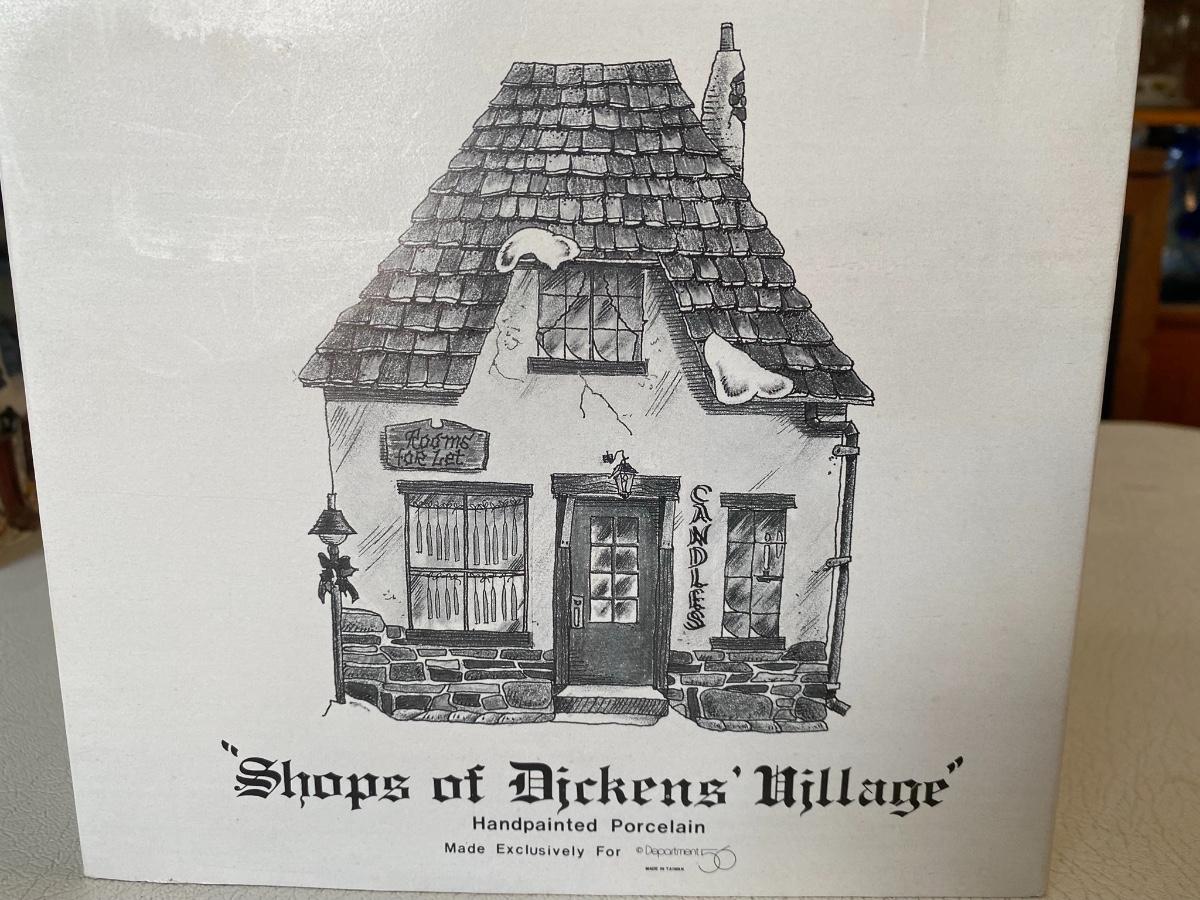 Rooms
for Let
CANDLES
"Shops of Dickens' Village"
Handpainted Porcelain
Made Exclusively For © Department 56
MADE IN TAIWAN